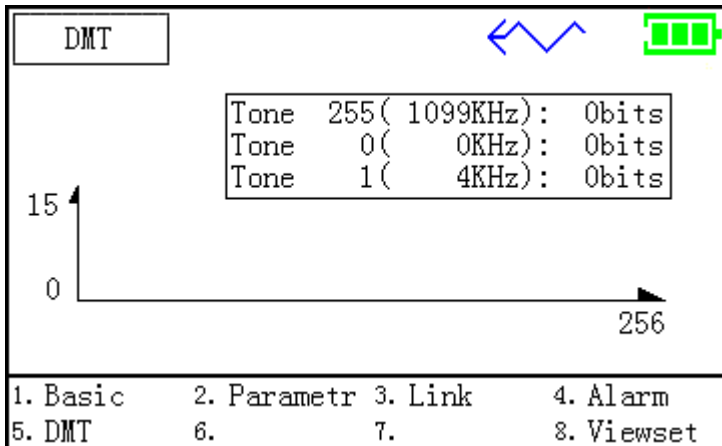 DMT
Tone 255( 1099KHz): 0bits
Tone 0( 0KHz): 0bits
Tone 1( 4KHz): 0bits
15
0
256
1. Basic 2. Parametr 3. Link 4. Alarm
5. DMT 6. 7. 8. Viewset